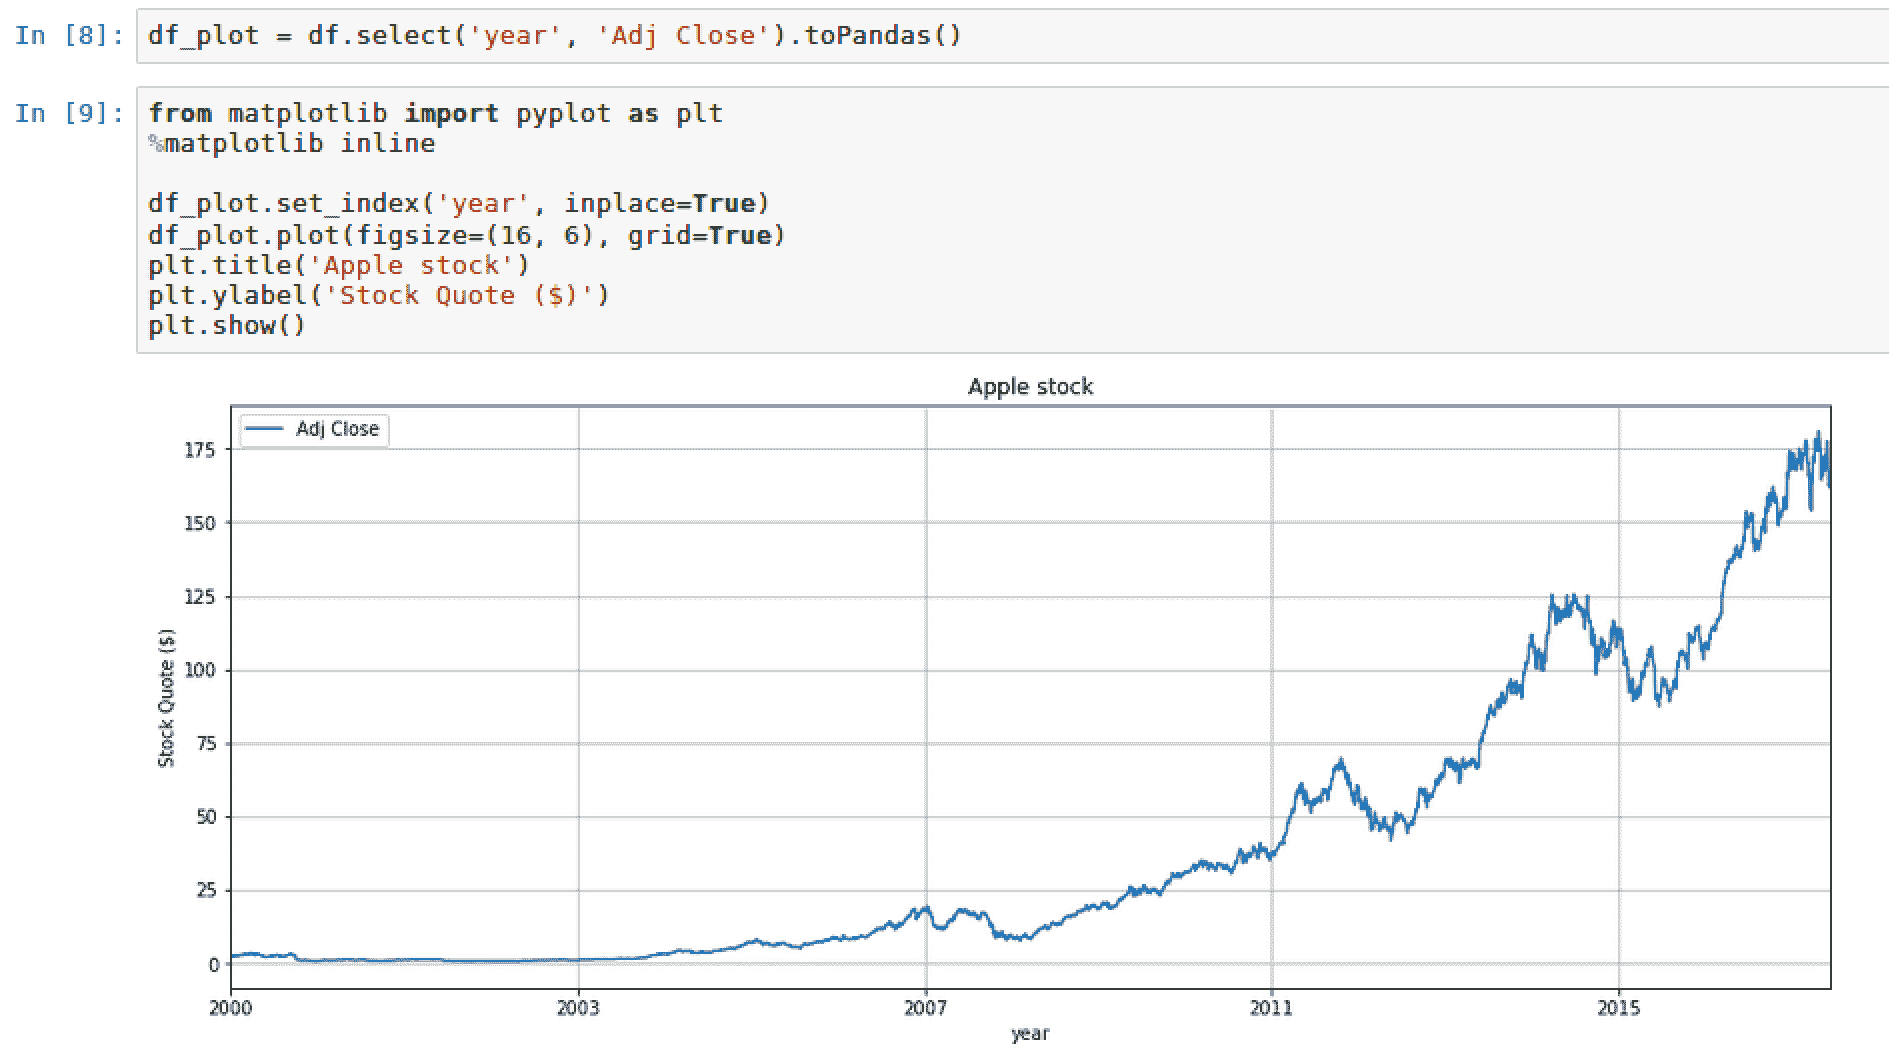 In [8]: df_plot = df.select('year', 'Adj Close').toPandas()
In [9]: from matplotlib import pyplot as plt
%matplotlib inline
df_plot.set_index('year', inplace=True)
df_plot.plot(figsize=(16, 6), grid=True)
plt.title('Apple stock')
plt.ylabel('Stock Quote ($)')
plt.show()
Apple stock
Adj Close
175
150
125
100
75
50
25
0
Stock Quote ($)
2000 2003 2007 2011 2015
year